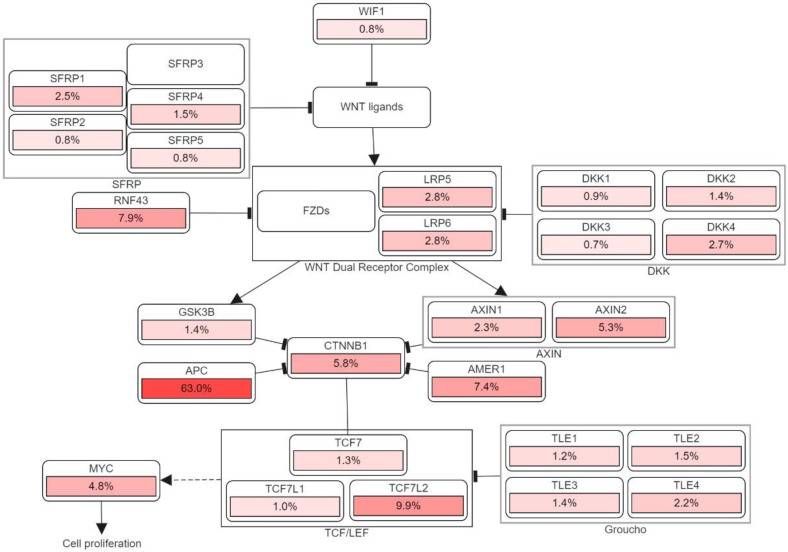 WIF1
0.8%
SFRP3
SFRP1
2.5%
SFRP4
1.5%
SFRP2
0.8%
SFRP5
0.8%
SFRP
WNT ligands
RNF43
7.9%
FZDs
LRP5
2.8%
LRP6
2.8%
WNT Dual Receptor Complex
DKK1
0.9%
DKK2
1.4%
DKK3
0.7%
DKK4
2.7%
DKK
GSK3B
1.4%
AXIN1
2.3%
AXIN2
5.3%
AXIN
CTNNB1
5.8%
APC
63.0%
AMER1
7.4%
TCF7
1.3%
TCF7L1
1.0%
TCF7L2
9.9%
TCF/LEF
TLE1
1.2%
TLE2
1.5%
TLE3
1.4%
TLE4
2.2%
Groucho
MYC
4.8%
Cell proliferation